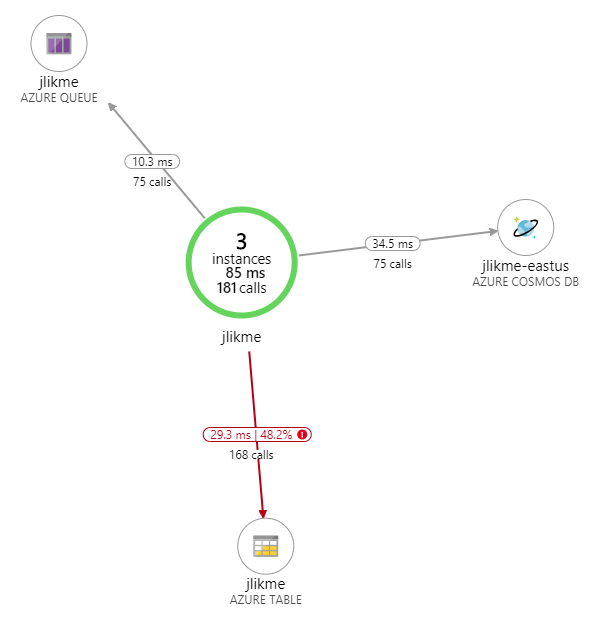 jlikme
AZURE QUEUE
10.3 ms
75 calls
3
instances
85 ms
181 calls
jlikme
34.5 ms
75 calls
jlikme-eastus
AZURE COSMOS DB
29.3 ms | 48.2%
168 calls
jlikme
AZURE TABLE